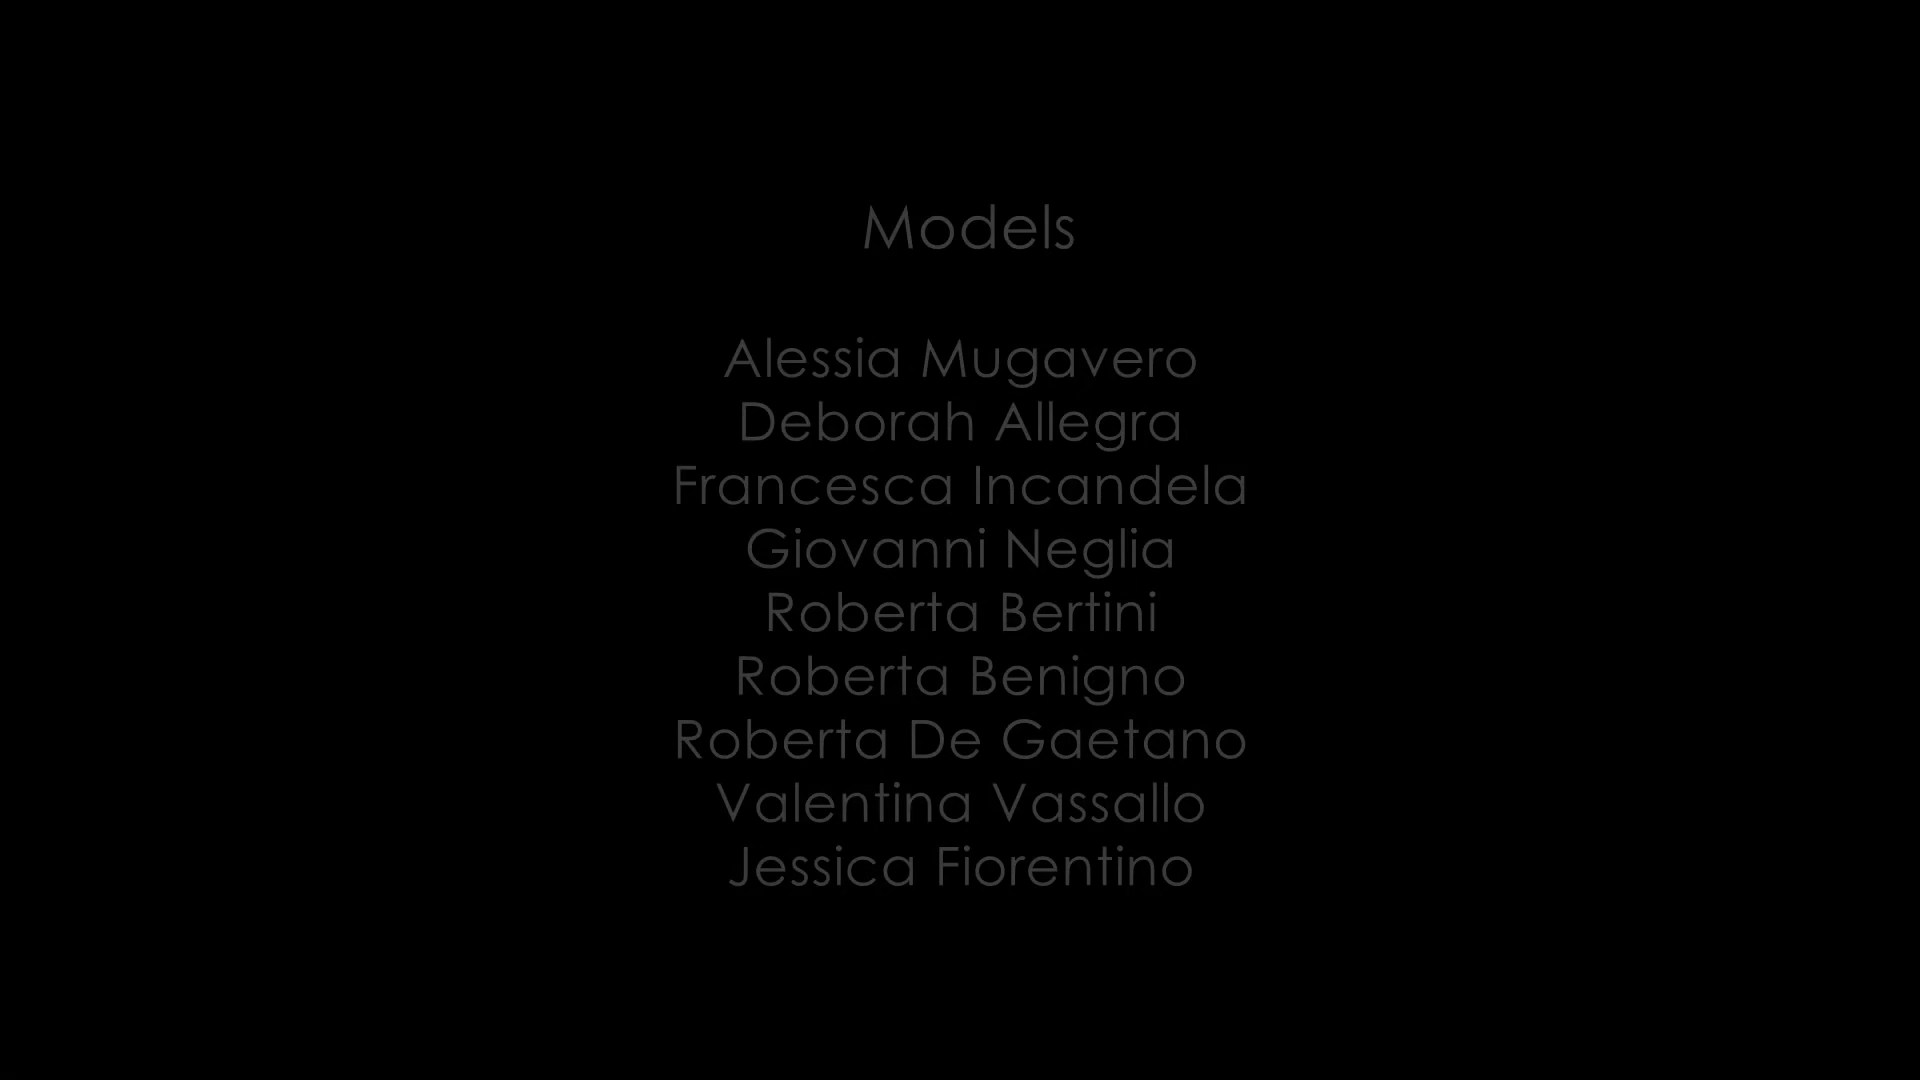 Models
Alessia Mugavero
Deborah Allegra
Francesca Incandela
Giovanni Neglia
Roberta Bertini
Roberta Benigno
Roberta De Gaetano
Valentina Vassallo
Jessica Fiorentino